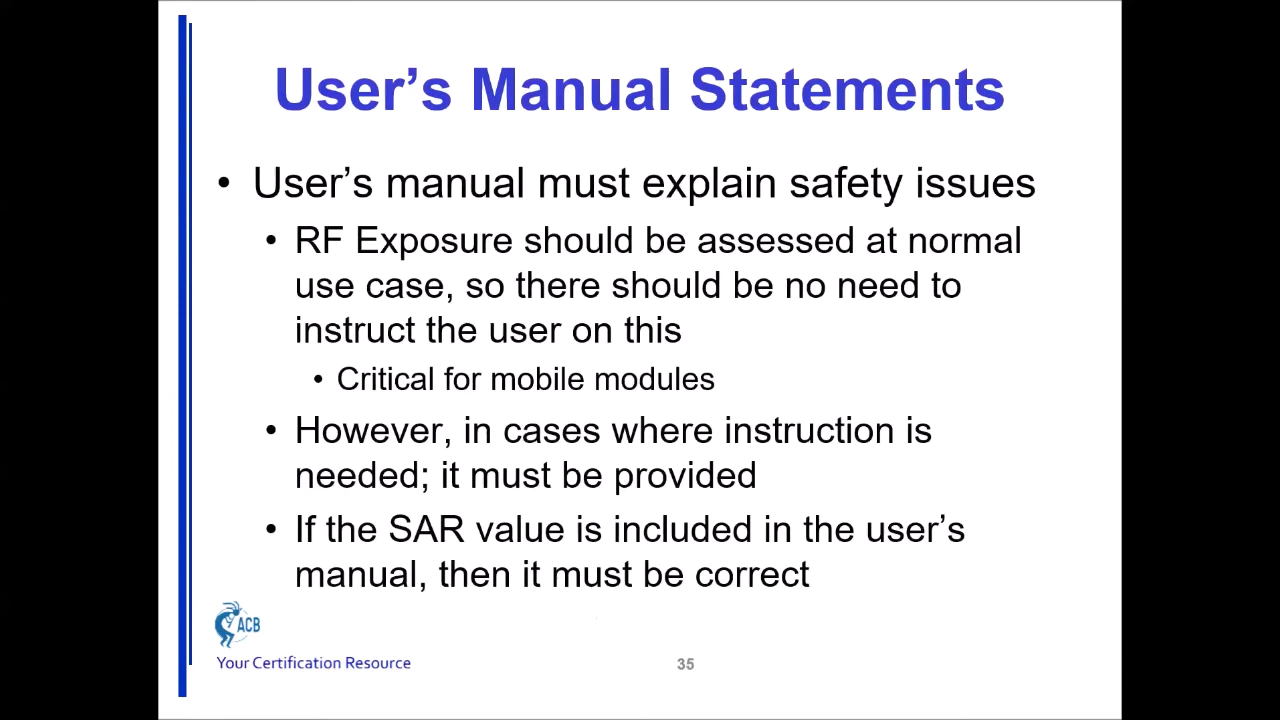 User’s Manual Statements
• User’s manual must explain safety issues
• RF Exposure should be assessed at normal
use case, so there should be no need to
instruct the user on this
• Critical for mobile modules
• However, in cases where instruction is
needed; it must be provided
• If the SAR value is included in the user’s
manual, then it must be correct
ACB
Your Certification Resource
35